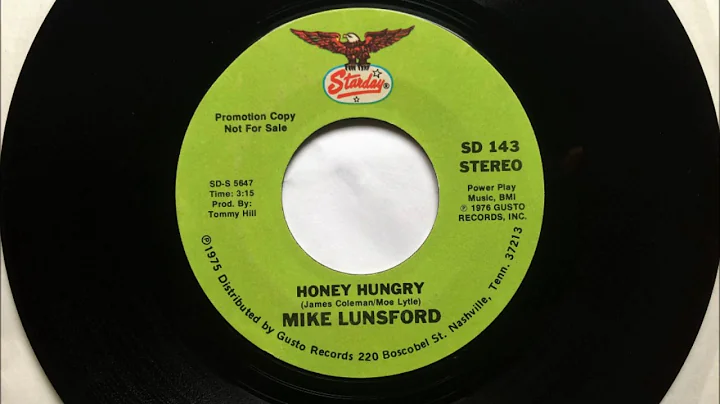 Starday®
Promotion Copy
Not For Sale
SD 143
STEREO
SD-S 5647
Time: 3:15
Prod. By:
Tommy Hill
Power Play
Music, BMI
℗ 1976 GUSTO
RECORDS, INC.
HONEY HUNGRY
(James Coleman/Moe Lytle)
MIKE LUNSFORD
℗1975 Distributed by Gusto Records 220 Boscobel St. Nashville, Tenn. 37213